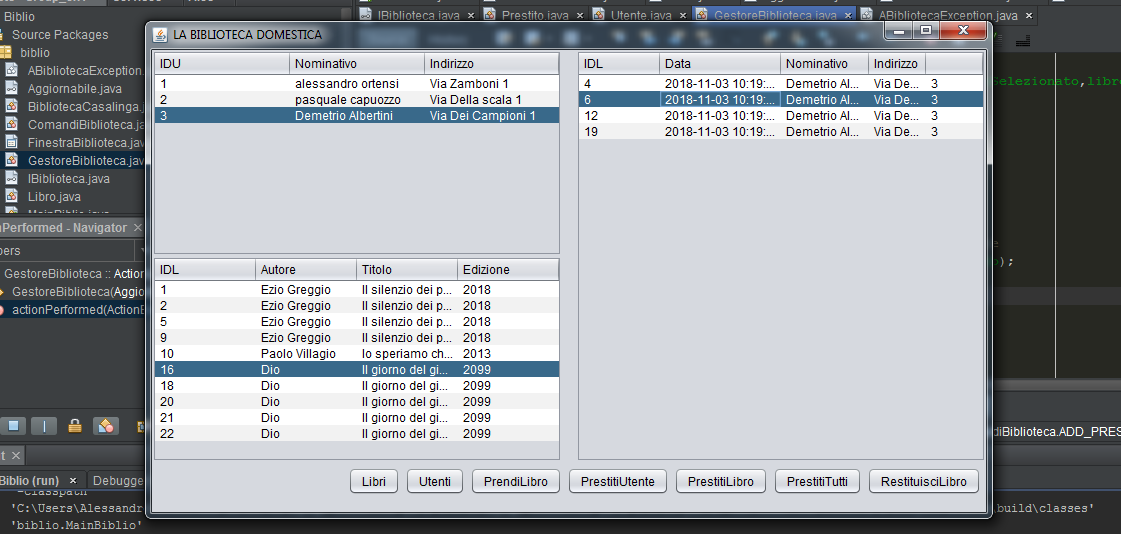 Services
IBiblioteca.java × Prestito.java × Utente.java × GestoreBiblioteca.java × ABibliotecaException.java ×
Biblio
Source Packages
biblio
ABibliotecaException.
Aggiornabile.java
BibliotecaCasalinga.
ComandiBiblioteca.j
FinestraBiblioteca.j
GestoreBiblioteca.jav
IBiblioteca.java
Libro.java
MainBiblio.java
nPerformed - Navigator ×
bers
GestoreBiblioteca :: Action
GestoreBiblioteca(Aggio
actionPerformed(ActionE
LA BIBLIOTECA DOMESTICA
IDU Nominativo Indirizzo
1 alessandro ortensi Via Zamboni 1
2 pasquale capuozzo Via Della scala 1
3 Demetrio Albertini Via Dei Campioni 1
IDL Data Nominativo Indirizzo
4 2018-11-03 10:19:... Demetrio Al... Via De... 3
6 2018-11-03 10:19:... Demetrio Al... Via De... 3
12 2018-11-03 10:19:... Demetrio Al... Via De... 3
19 2018-11-03 10:19:... Demetrio Al... Via De... 3
IDL Autore Titolo Edizione
1 Ezio Greggio Il silenzio dei p... 2018
2 Ezio Greggio Il silenzio dei p... 2018
5 Ezio Greggio Il silenzio dei p... 2018
9 Ezio Greggio Il silenzio dei p... 2018
10 Paolo Villagio Io speriamo ch... 2013
16 Dio Il giorno del gi... 2099
18 Dio Il giorno del gi... 2099
20 Dio Il giorno del gi... 2099
21 Dio Il giorno del gi... 2099
22 Dio Il giorno del gi... 2099
Libri Utenti PrendiLibro PrestitiUtente PrestitiLibro PrestitiTutti RestituisciLibro
Selezionato,libro
);
diBiblioteca.ADD_PRES
t ×
Biblio (run) × Debugge
-Classpath
'C:\Users\Alessandr
\build\classes'
'biblio.MainBiblio'